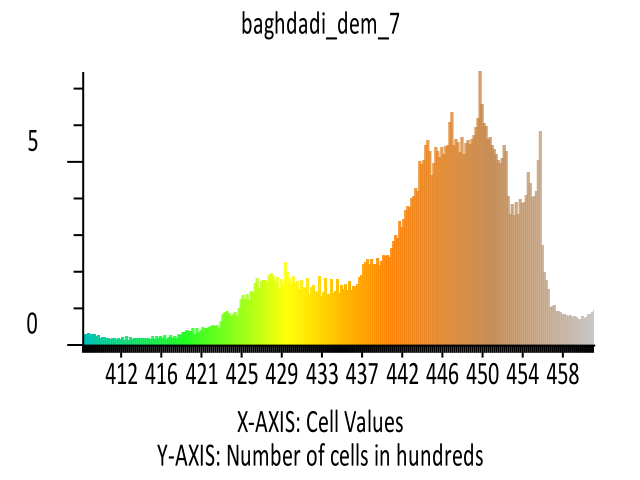 baghdadi_dem_7
5
0
412 416 421 425 429 433 437 442 446 450 454 458
X-AXIS: Cell Values
Y-AXIS: Number of cells in hundreds